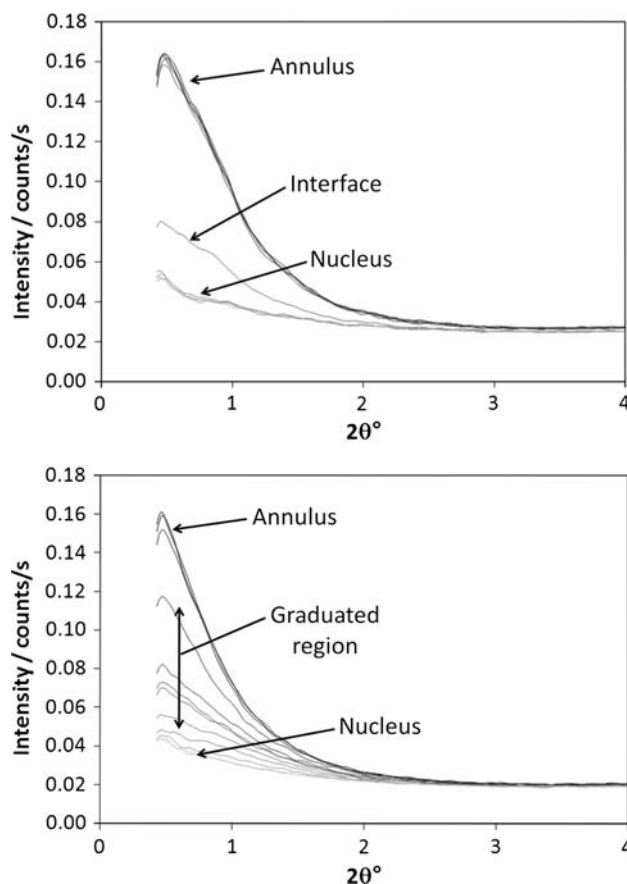 0.18
0.16
0.14
0.12
0.10
0.08
0.06
0.04
0.02
0.00
Intensity / counts/s
Annulus
Interface
Nucleus
0
1
2
3
4
2θ°
0.18
0.16
0.14
0.12
0.10
0.08
0.06
0.04
0.02
0.00
Intensity / counts/s
Annulus
Graduated
region
Nucleus
0
1
2
3
4
2θ°